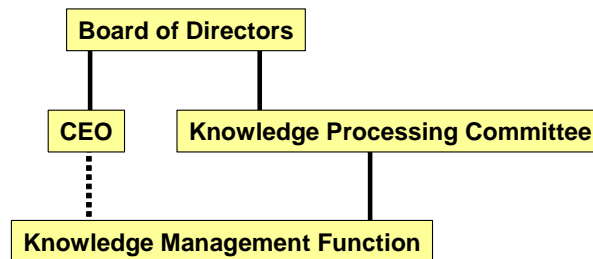 Board of Directors
CEO
Knowledge Processing Committee
Knowledge Management Function